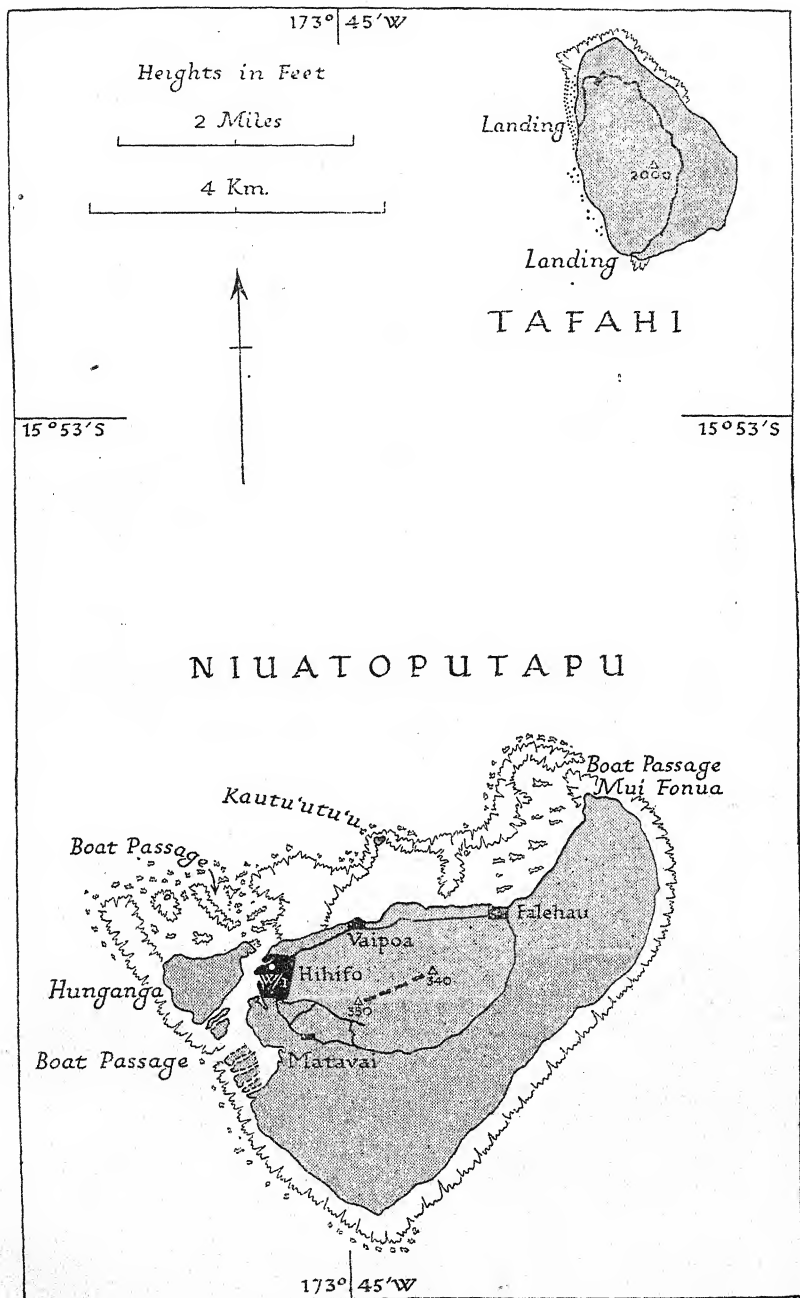 173° 45′W
Heights in Feet
2 Miles
4 Km.
Landing
2000
Landing
TAFAHI
15°53′S
15°53′S
NIUATOPUTAPU
Boat Passage
Mui Fonua
Kautu'utu'u
Boat Passage
Falehau
Vaipoa
Hihifo
W/T
340
350
Hunganga
Boat Passage
Matavai
173° 45′W